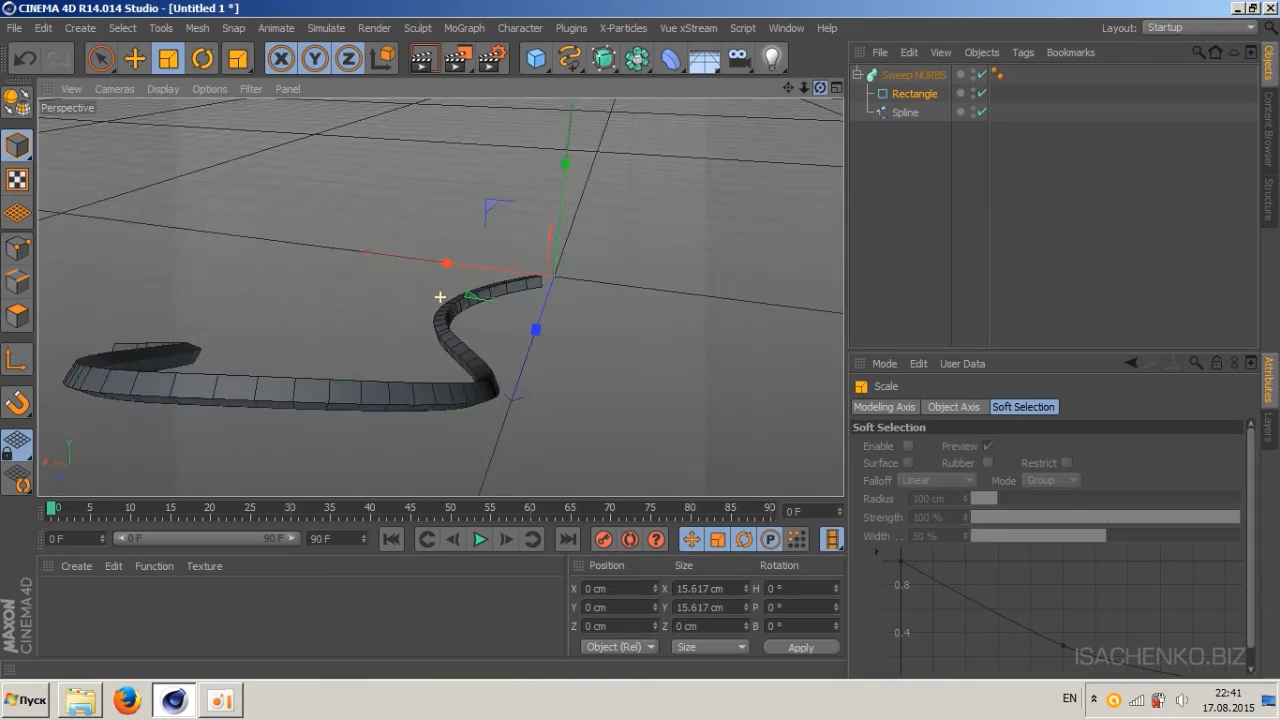 CINEMA 4D R14.014 Studio - [Untitled 1 *]
File Edit Create Select Tools Mesh Snap Animate Simulate Render Sculpt MoGraph Character Plugins X-Particles Vue xStream Script Window Help Layout: Startup
X Y Z
File Edit View Objects Tags Bookmarks
View Cameras Display Options Filter Panel
Perspective
Sweep NURBS
Rectangle
Spline
Objects
Content Browser
Structure
Y
Mode Edit User Data
Scale
Modeling Axis Object Axis Soft Selection
Soft Selection
Enable Preview
Surface Rubber Restrict
Falloff Linear Mode Group
Radius 100 cm
Strength 100 %
Width . . 50 %
0.8
0.4
Attributes
Layers
0 5 10 15 20 25 30 35 40 45 50 55 60 65 70 75 80 85 90 0 F
0 F 0 F 90 F 90 F
P
Create Edit Function Texture
Position Size Rotation
X 0 cm X 15.617 cm H 0 °
Y 0 cm Y 15.617 cm P 0 °
Z 0 cm Z 0 cm B 0 °
Object (Rel) Size Apply
MAXON
CINEMA 4D
ISACHENKO.BIZ
Пуск
EN
22:41
17.08.2015